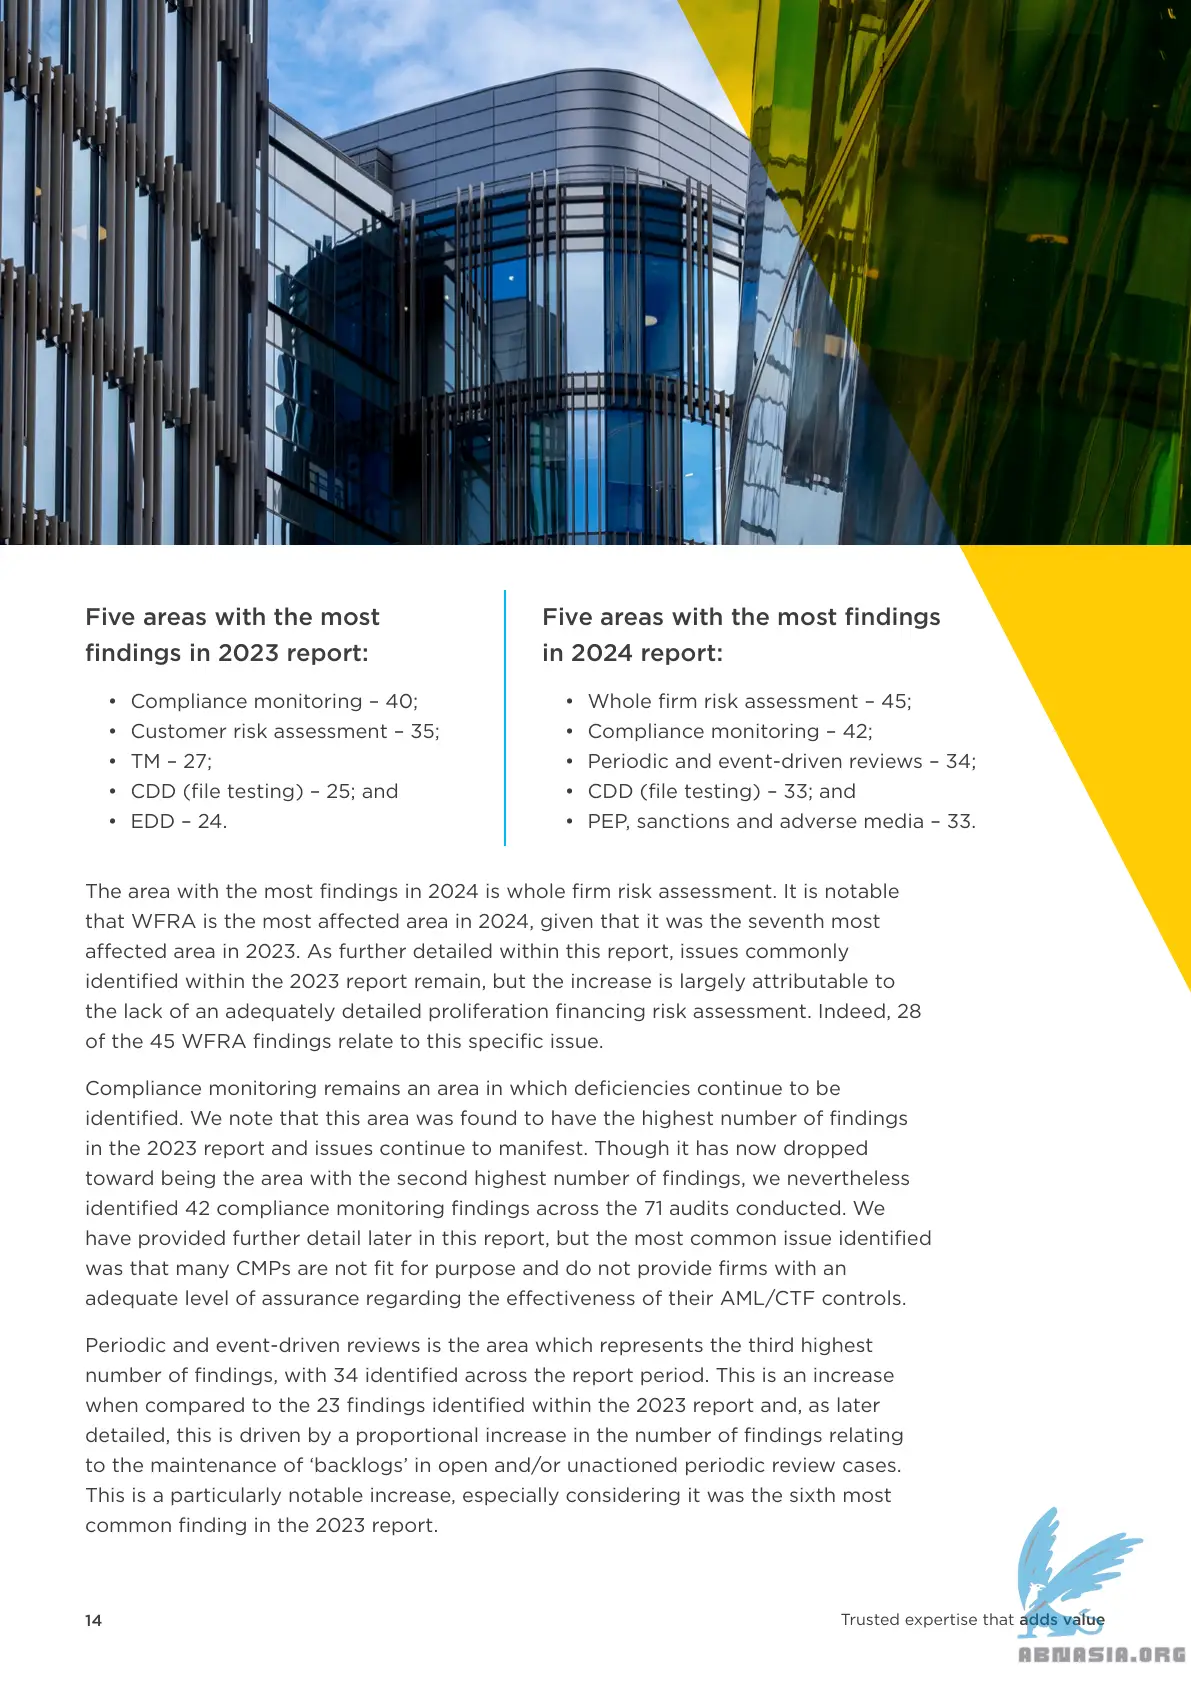 Five areas with the most
findings in 2023 report:
• Compliance monitoring – 40;
• Customer risk assessment – 35;
• TM – 27;
• CDD (file testing) – 25; and
• EDD – 24.
Five areas with the most findings
in 2024 report:
• Whole firm risk assessment – 45;
• Compliance monitoring – 42;
• Periodic and event-driven reviews – 34;
• CDD (file testing) – 33; and
• PEP, sanctions and adverse media – 33.
The area with the most findings in 2024 is whole firm risk assessment. It is notable
that WFRA is the most affected area in 2024, given that it was the seventh most
affected area in 2023. As further detailed within this report, issues commonly
identified within the 2023 report remain, but the increase is largely attributable to
the lack of an adequately detailed proliferation financing risk assessment. Indeed, 28
of the 45 WFRA findings relate to this specific issue.
Compliance monitoring remains an area in which deficiencies continue to be
identified. We note that this area was found to have the highest number of findings
in the 2023 report and issues continue to manifest. Though it has now dropped
toward being the area with the second highest number of findings, we nevertheless
identified 42 compliance monitoring findings across the 71 audits conducted. We
have provided further detail later in this report, but the most common issue identified
was that many CMPs are not fit for purpose and do not provide firms with an
adequate level of assurance regarding the effectiveness of their AML/CTF controls.
Periodic and event-driven reviews is the area which represents the third highest
number of findings, with 34 identified across the report period. This is an increase
when compared to the 23 findings identified within the 2023 report and, as later
detailed, this is driven by a proportional increase in the number of findings relating
to the maintenance of ‘backlogs’ in open and/or unactioned periodic review cases.
This is a particularly notable increase, especially considering it was the sixth most
common finding in the 2023 report.
14
Trusted expertise that adds value
ABNASIA.ORG